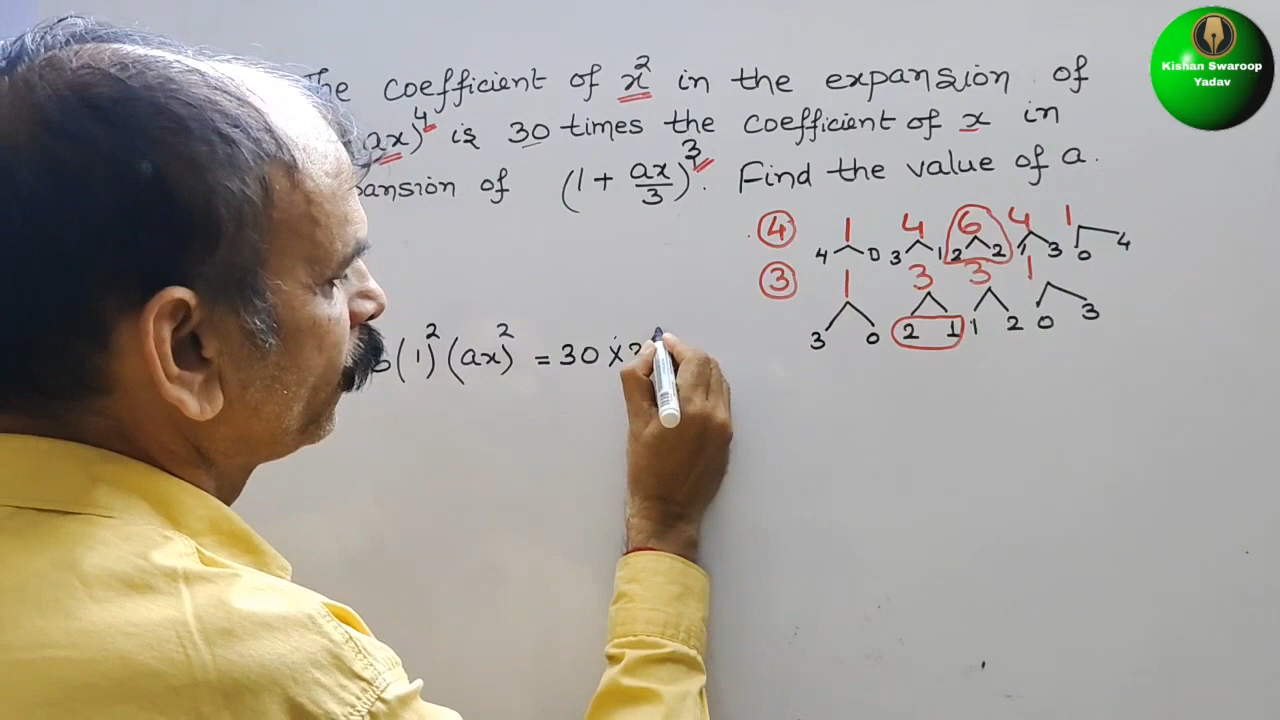 The coefficient of x² in the expansion of
ax)⁴ is 30 times the coefficient of x in
pansion of (1 + ax/3)³. Find the value of a.
④ 1 4 6 4 1
4 0 3 1 2 2 1 3 0 4
③ 1 3 3 1
3 0 2 1 1 2 0 3
(1)² (ax)² = 30 ×
Kishan Swaroop
Yadav